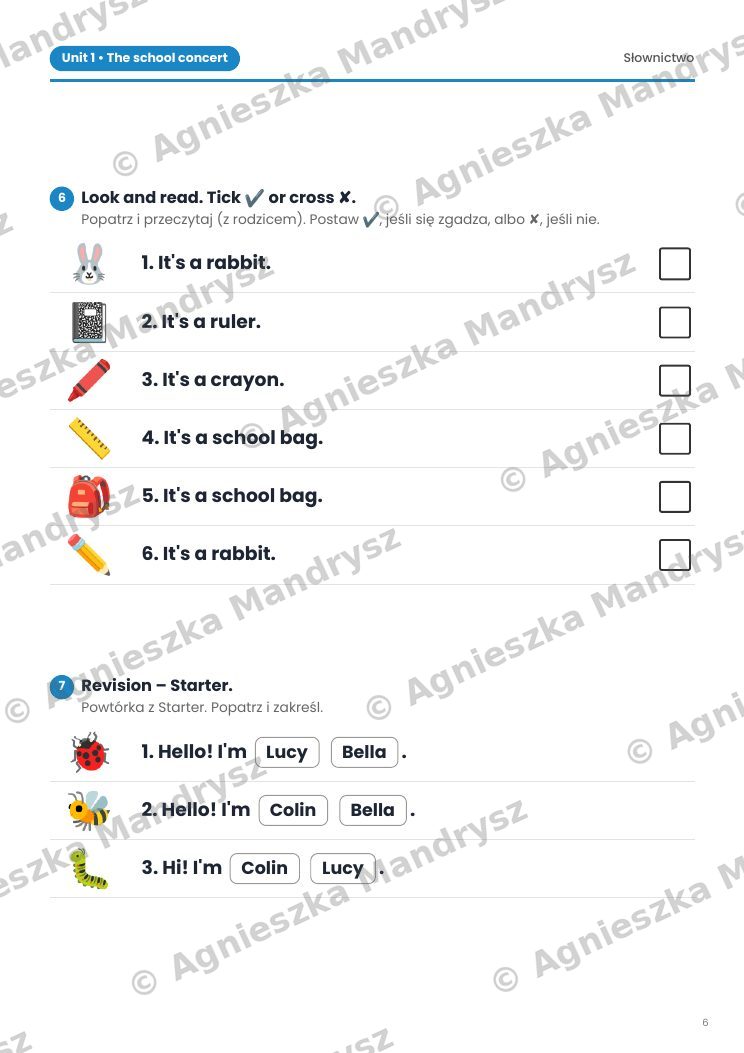 Unit 1 • The school concert
Słownictwo
6 Look and read. Tick ✔ or cross ✘.
Popatrz i przeczytaj (z rodzicem). Postaw ✔, jeśli się zgadza, albo ✘, jeśli nie.
1. It's a rabbit.
2. It's a ruler.
3. It's a crayon.
4. It's a school bag.
5. It's a school bag.
6. It's a rabbit.
7 Revision – Starter.
Powtórka z Starter. Popatrz i zakreśl.
1. Hello! I'm Lucy Bella .
2. Hello! I'm Colin Bella .
3. Hi! I'm Colin Lucy .
© Agnieszka Mandrysz
6